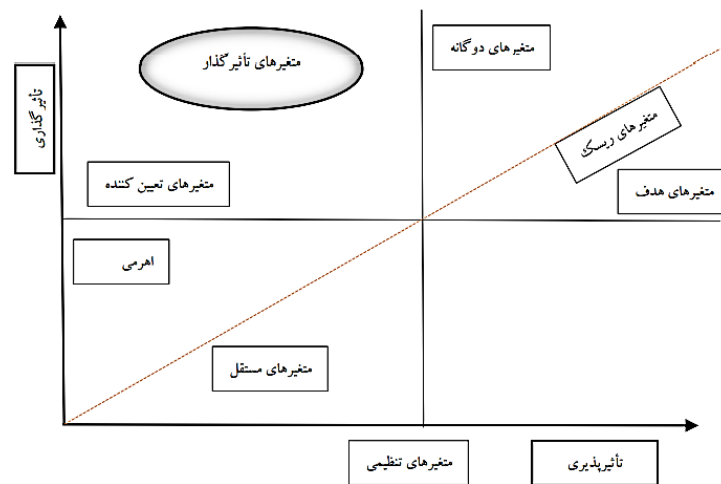 متغیرهای دوگانه
متغیرهای تأثیرگذار
تأثیرگذاری
متغیرهای ریسک
متغیرهای تعین کننده
متغیرهای هدف
اهرمی
متغیرهای مستقل
متغیرهای تنظیمی
تأثیرپذیری